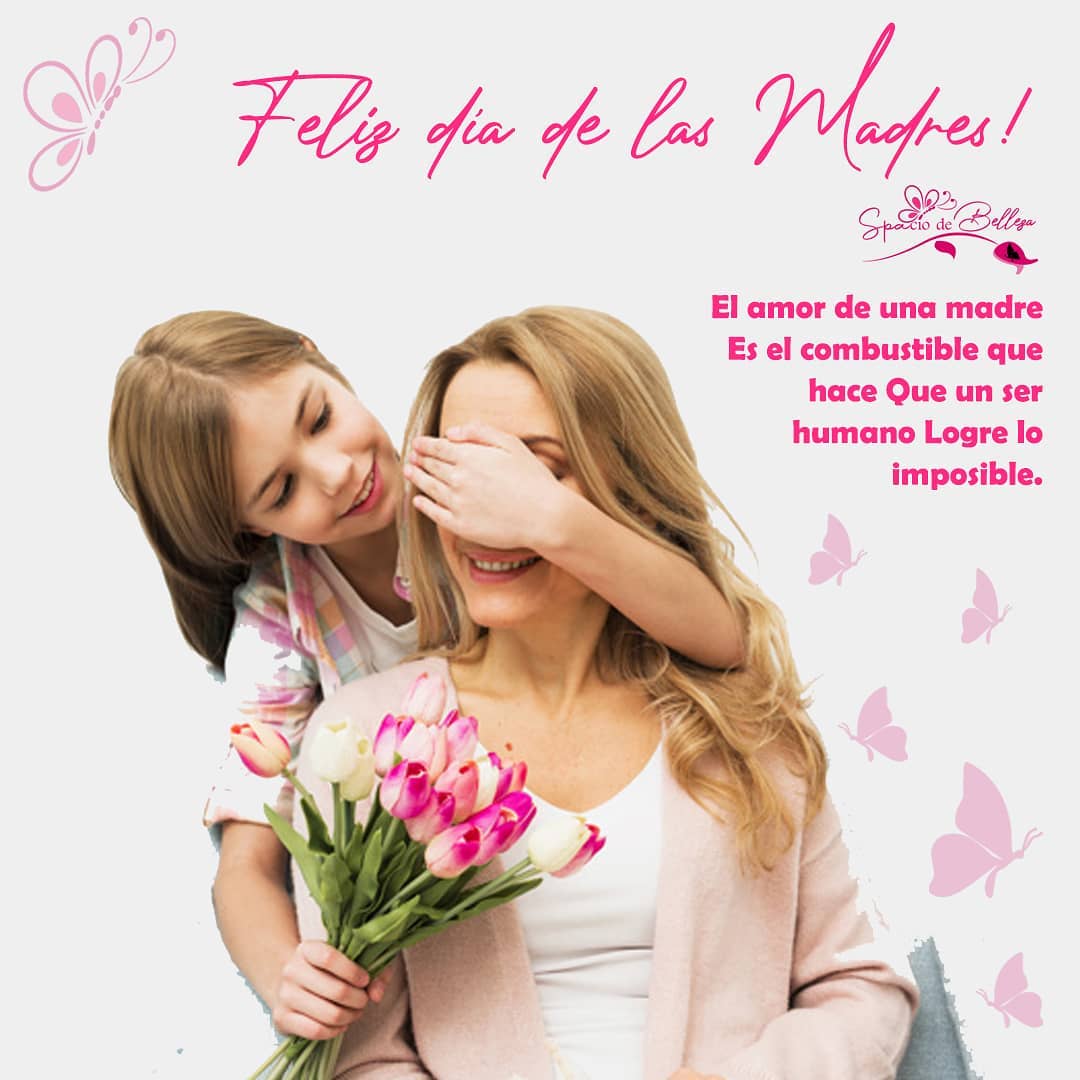 Feliz día de las Madres!
Spacio de Belleza
El amor de una madre
Es el combustible que
hace Que un ser
humano Logre lo
imposible.